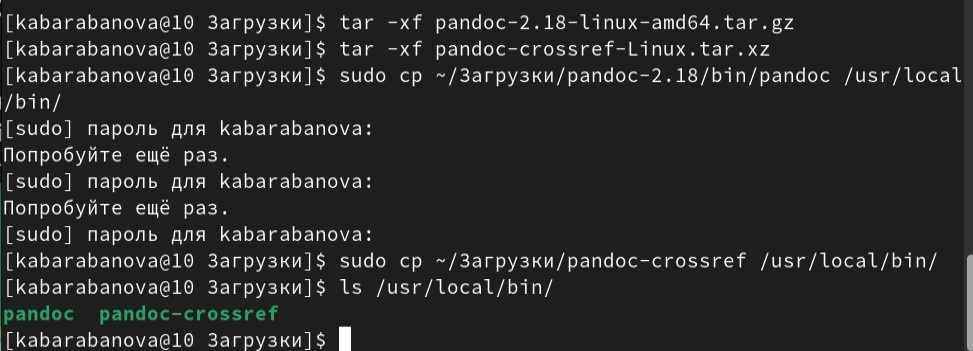 [kabarabanova@10 Загрузки]$ tar -xf pandoc-2.18-linux-amd64.tar.gz
[kabarabanova@10 Загрузки]$ tar -xf pandoc-crossref-Linux.tar.xz
[kabarabanova@10 Загрузки]$ sudo cp ~/Загрузки/pandoc-2.18/bin/pandoc /usr/local
/bin/
[sudo] пароль для kabarabanova:
Попробуйте ещё раз.
[sudo] пароль для kabarabanova:
Попробуйте ещё раз.
[sudo] пароль для kabarabanova:
[kabarabanova@10 Загрузки]$ sudo cp ~/Загрузки/pandoc-crossref /usr/local/bin/
[kabarabanova@10 Загрузки]$ ls /usr/local/bin/
pandoc  pandoc-crossref
[kabarabanova@10 Загрузки]$